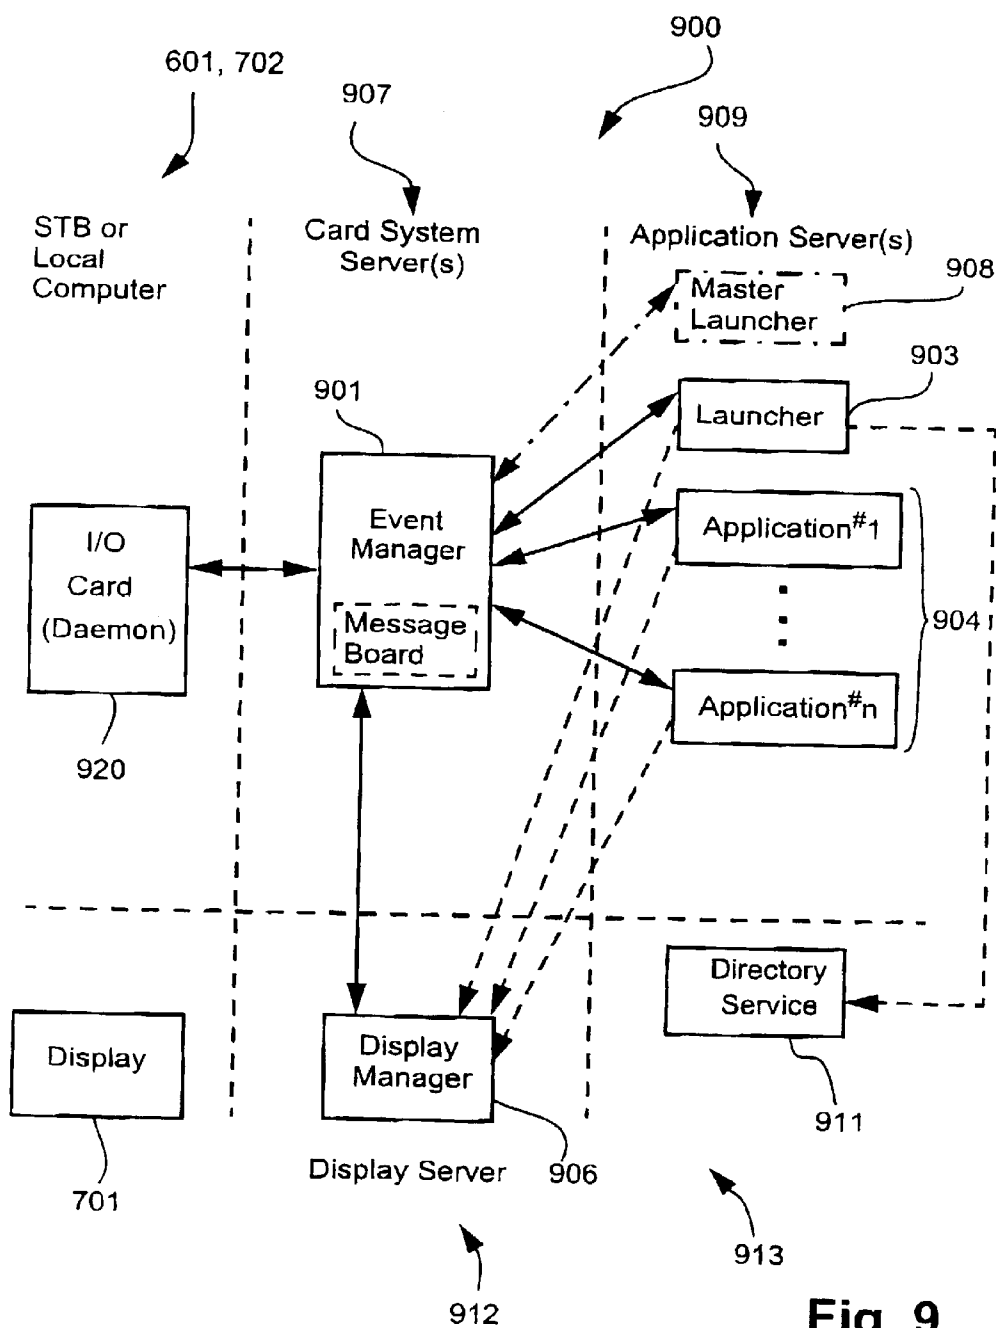 900
601, 702
907
909
STB or
Local
Computer
Card System
Server(s)
Application Server(s)
Master
Launcher
908
901
903
Launcher
I/O
Card
(Daemon)
Event
Manager
Message
Board
Application#1
904
Application#n
920
Display
Display
Manager
Directory
Service
701
Display Server
906
911
912
913
Fig. 9